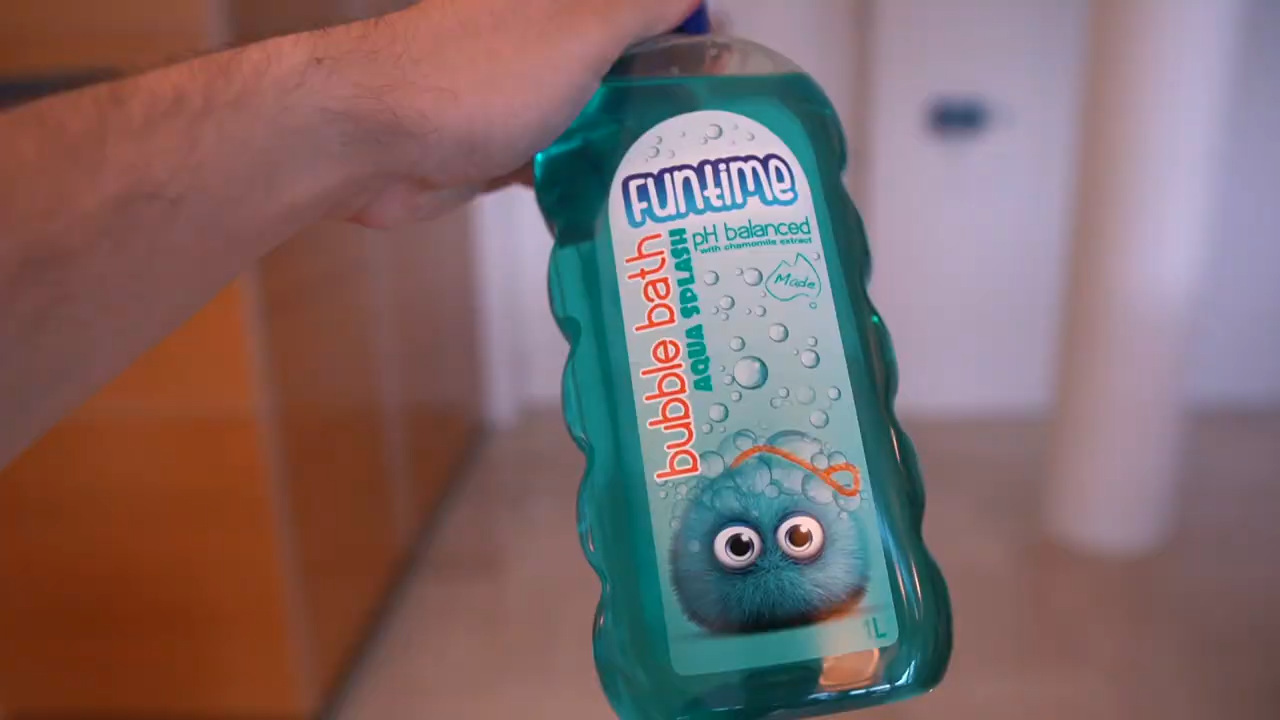 Funtime
pH balanced
with chamomile extract
bubble bath
AQUA SPLASH
Made
1L